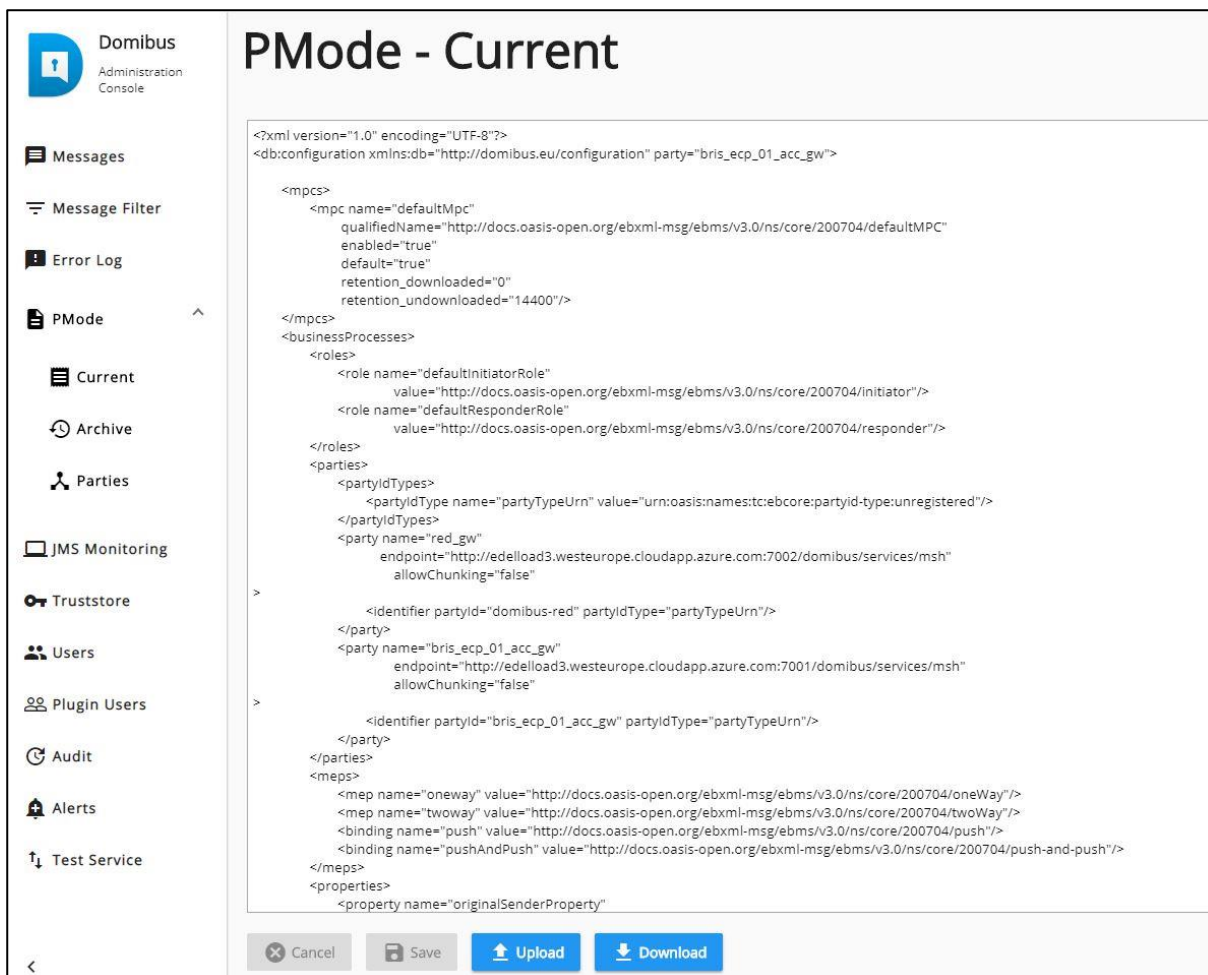 Domibus
Administration
Console
Messages
Message Filter
Error Log
PMode
Current
Archive
Parties
JMS Monitoring
Truststore
Users
Plugin Users
Audit
Alerts
Test Service
PMode - Current
<?xml version="1.0" encoding="UTF-8"?>
<db:configuration xmlns:db="http://domibus.eu/configuration" party="bris_ecp_01_acc_gw">
<mpcs>
<mpc name="defaultMpc"
qualifiedName="http://docs.oasis-open.org/ebxml-msg/ebms/v3.0/ns/core/200704/defaultMPC"
enabled="true"
default="true"
retention_downloaded="0"
retention_undownloaded="14400"/>
</mpcs>
<businessProcesses>
<roles>
<role name="defaultInitiatorRole"
value="http://docs.oasis-open.org/ebxml-msg/ebms/v3.0/ns/core/200704/initiator"/>
<role name="defaultResponderRole"
value="http://docs.oasis-open.org/ebxml-msg/ebms/v3.0/ns/core/200704/responder"/>
</roles>
<parties>
<partyIdTypes>
<partyIdType name="partyTypeUrn" value="urn:oasis:names:tc:ebcore:partyid-type:unregistered"/>
</partyIdTypes>
<party name="red_gw"
endpoint="http://edelload3.westeurope.cloudapp.azure.com:7002/domibus/services/msh"
allowChunking="false"
>
<identifier partyId="domibus-red" partyIdType="partyTypeUrn"/>
</party>
<party name="bris_ecp_01_acc_gw"
endpoint="http://edelload3.westeurope.cloudapp.azure.com:7001/domibus/services/msh"
allowChunking="false"
>
<identifier partyId="bris_ecp_01_acc_gw" partyIdType="partyTypeUrn"/>
</party>
</parties>
<meps>
<mep name="oneway" value="http://docs.oasis-open.org/ebxml-msg/ebms/v3.0/ns/core/200704/oneWay"/>
<mep name="twoway" value="http://docs.oasis-open.org/ebxml-msg/ebms/v3.0/ns/core/200704/twoWay"/>
<binding name="push" value="http://docs.oasis-open.org/ebxml-msg/ebms/v3.0/ns/core/200704/push"/>
<binding name="pushAndPush" value="http://docs.oasis-open.org/ebxml-msg/ebms/v3.0/ns/core/200704/push-and-push"/>
</meps>
<properties>
<property name="originalSenderProperty"
Cancel
Save
Upload
Download